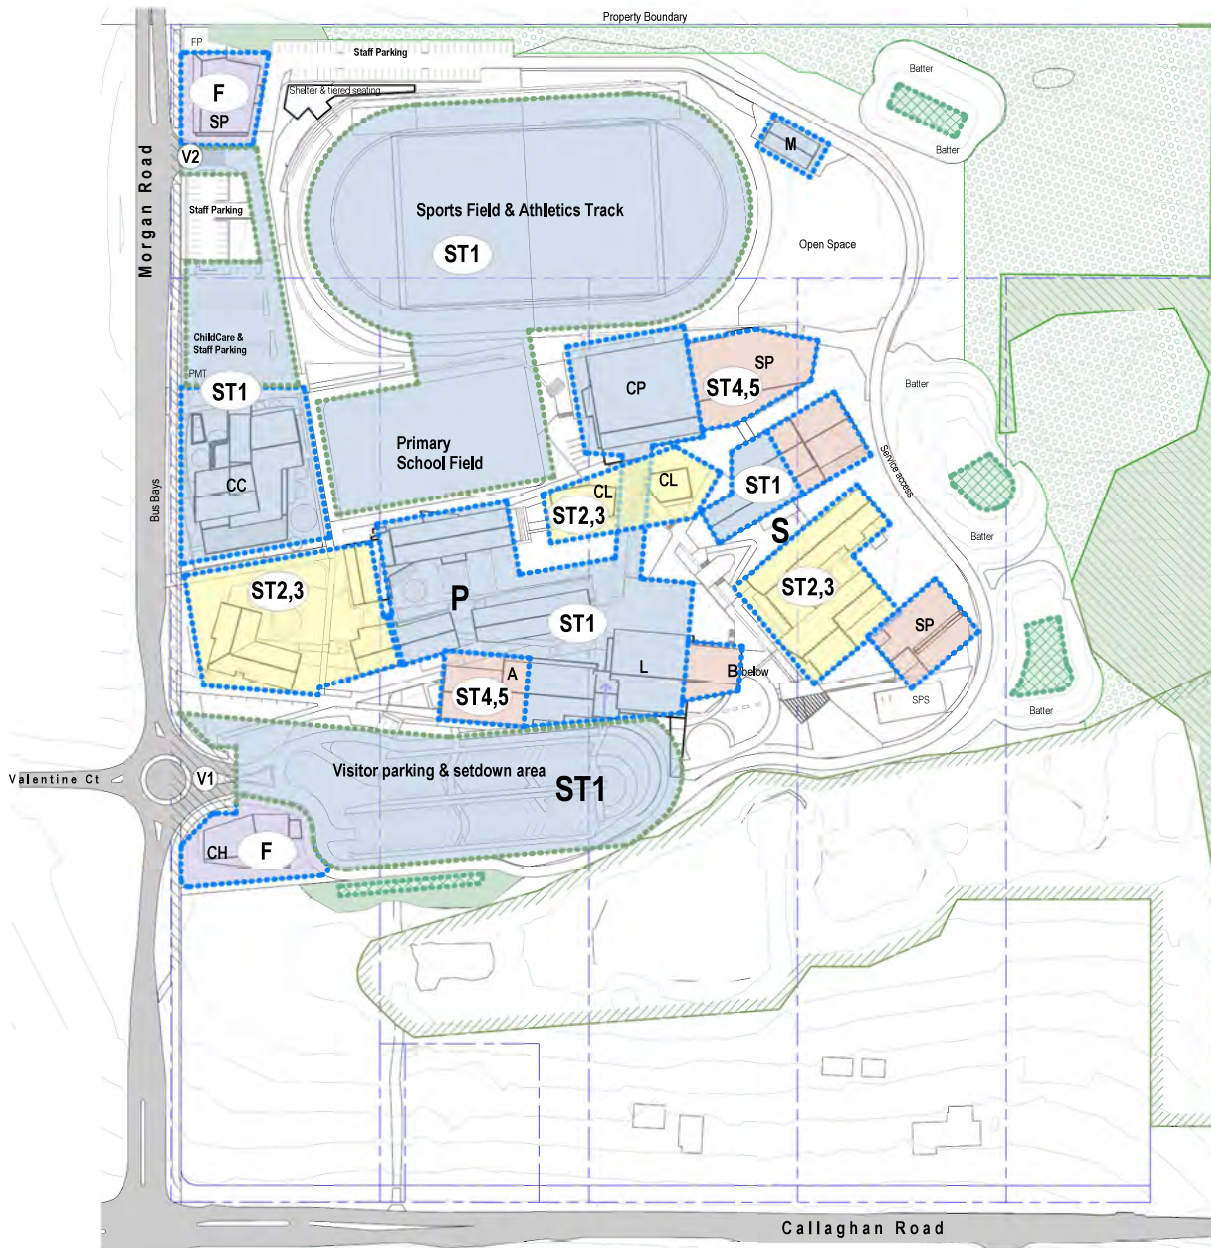 Property Boundary
FP
Staff Parking
Batter
F
Shelter & tiered seating
SP
Batter
M
V2
Morgan Road
Staff Parking
Sports Field & Athletics Track
Open Space
ST1
ChildCare &
Staff Parking
PMT
SP
ST1
CP
ST4,5
Batter
Primary
School Field
Service access
CC
CL
CL
ST1
Bus Bays
ST2,3
S
Batter
ST2,3
P
ST2,3
ST1
SP
A
L
B below
ST4,5
SPS
Batter
Valentine Ct
V1
Visitor parking & setdown area
ST1
CH
F
Callaghan Road